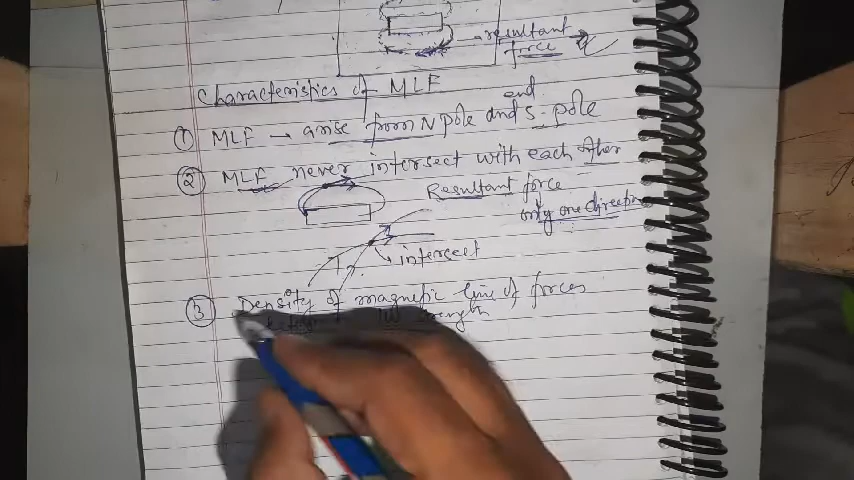 resultant
force
Characteristics of MLF
① MLF → arise from N pole and end S-pole
② MLF never intersect with each other
Resultant force
only one direction
intersect
③ Density of magnetic line of forces
strength